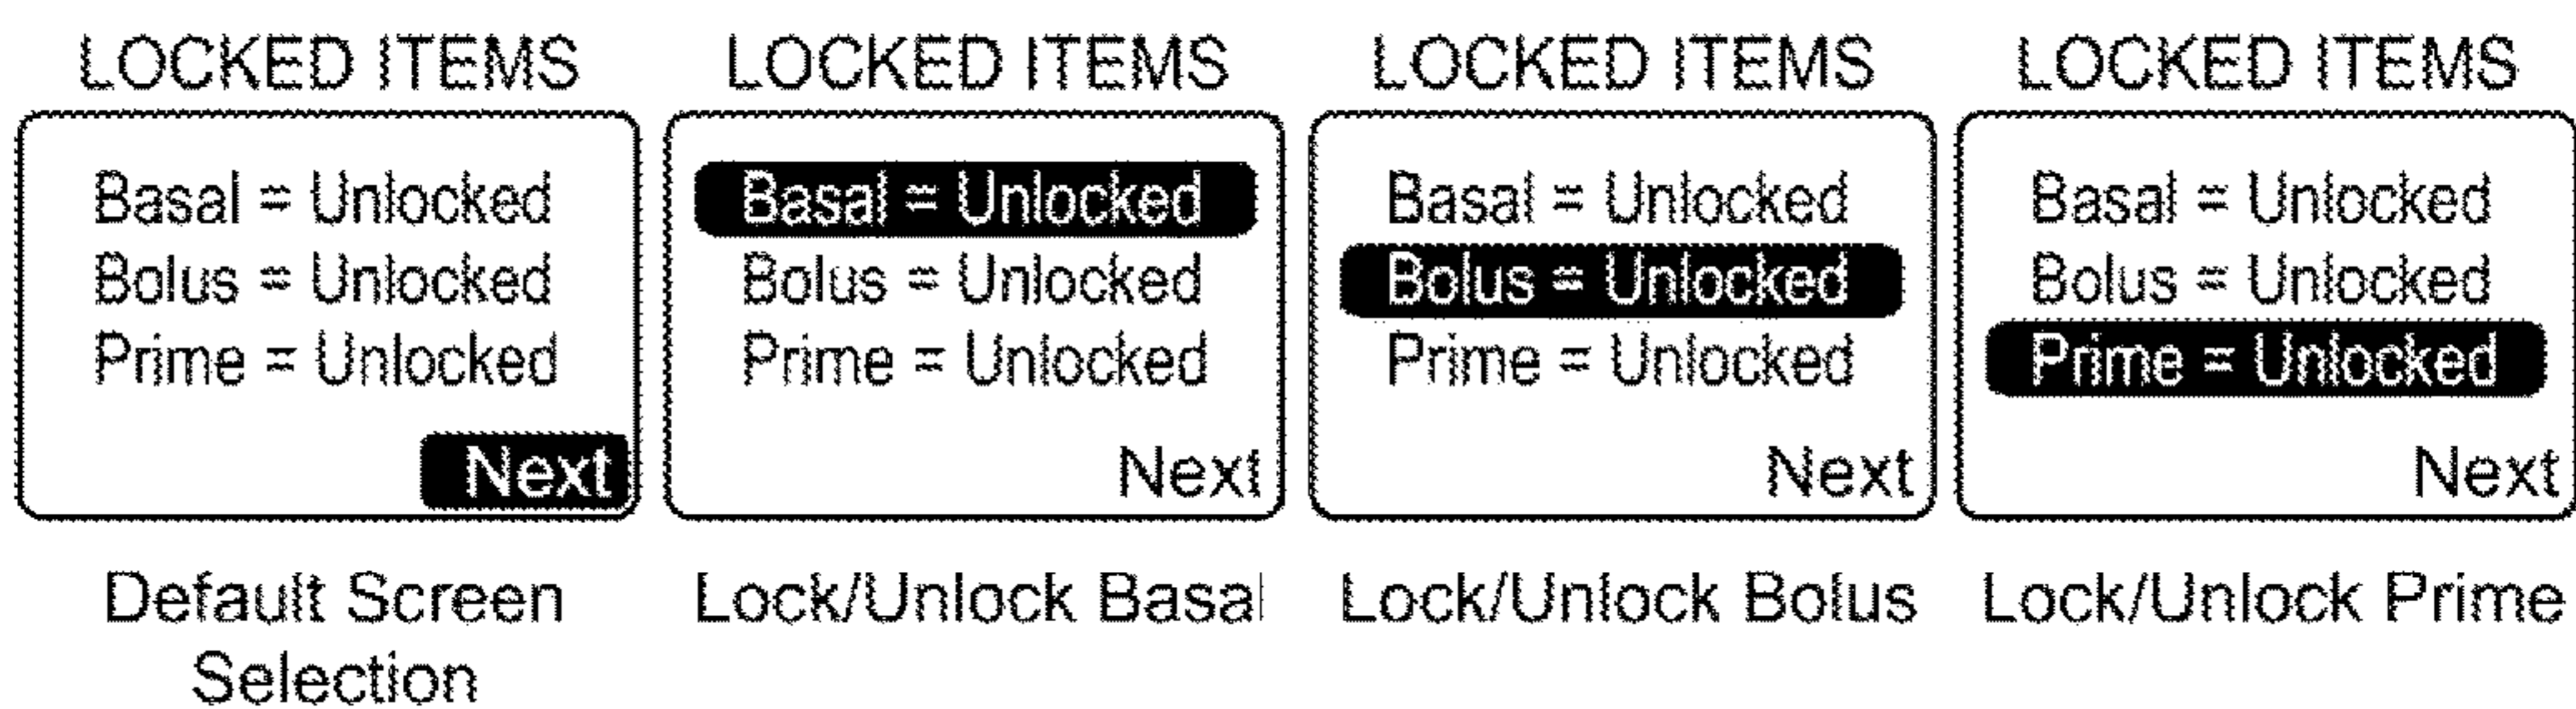 LOCKED ITEMS
Basal = Unlocked
Bolus = Unlocked
Prime = Unlocked
Next
Default Screen
Selection
LOCKED ITEMS
Basal = Unlocked
Bolus = Unlocked
Prime = Unlocked
Next
Lock/Unlock Basal
LOCKED ITEMS
Basal = Unlocked
Bolus = Unlocked
Prime = Unlocked
Next
Lock/Unlock Bolus
LOCKED ITEMS
Basal = Unlocked
Bolus = Unlocked
Prime = Unlocked
Next
Lock/Unlock Prime